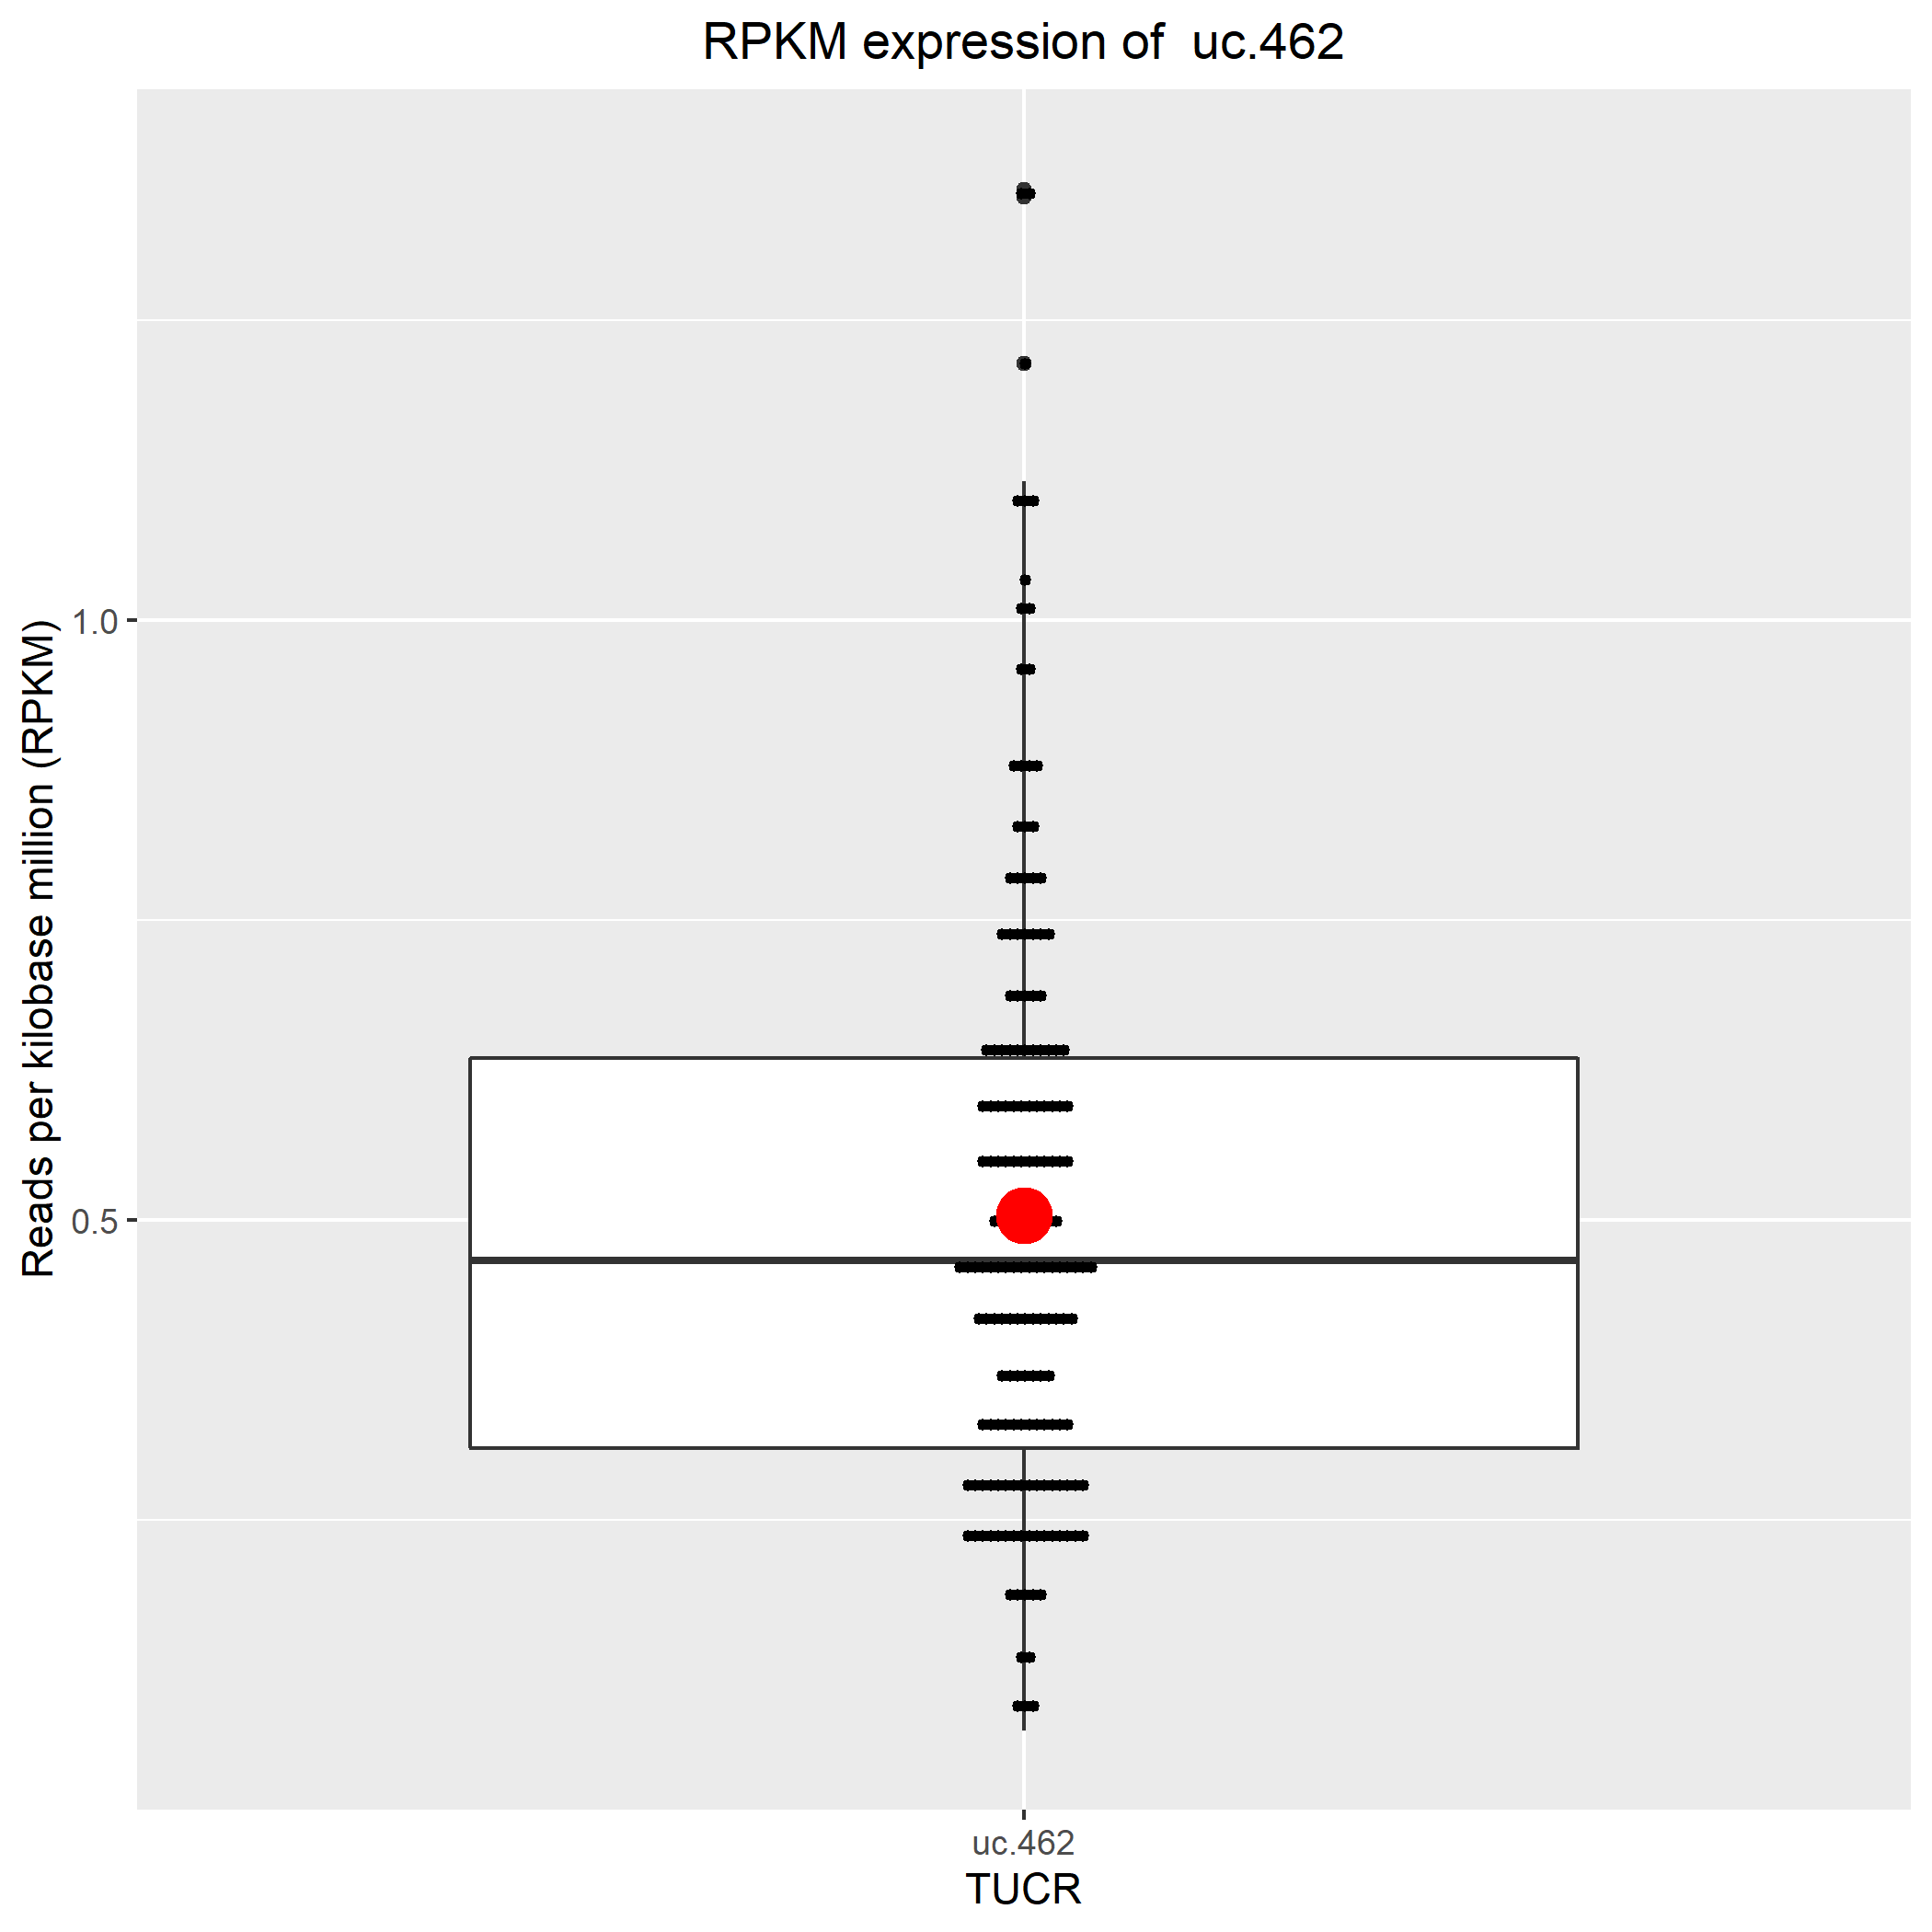 RPKM expression of  uc.462
Reads per kilobase million (RPKM)
1.0
0.5
uc.462
TUCR